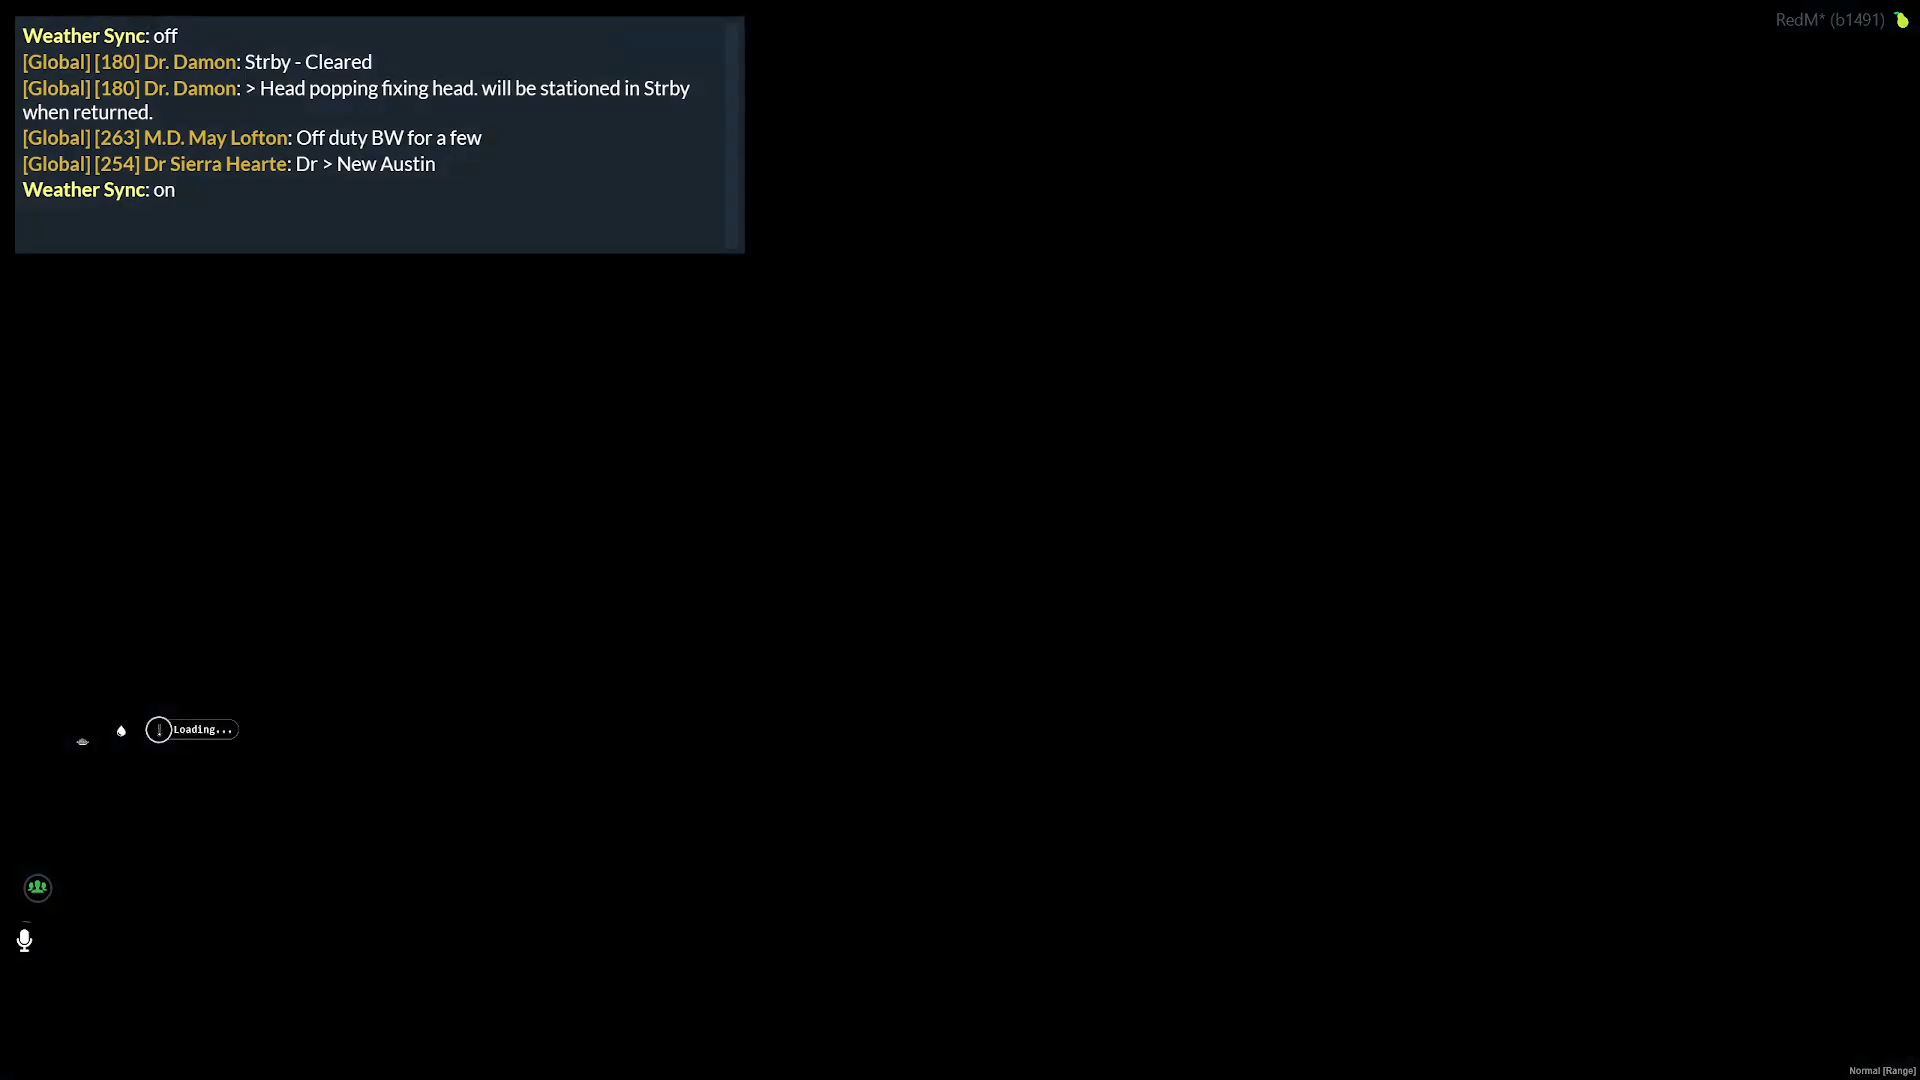 RedM* (b1491)
Weather Sync: off
[Global] [180] Dr. Damon: Strby - Cleared
[Global] [180] Dr. Damon: > Head popping fixing head. will be stationed in Strby
when returned.
[Global] [263] M.D. May Lofton: Off duty BW for a few
[Global] [254] Dr Sierra Hearte: Dr > New Austin
Weather Sync: on
Loading...
Normal [Range]